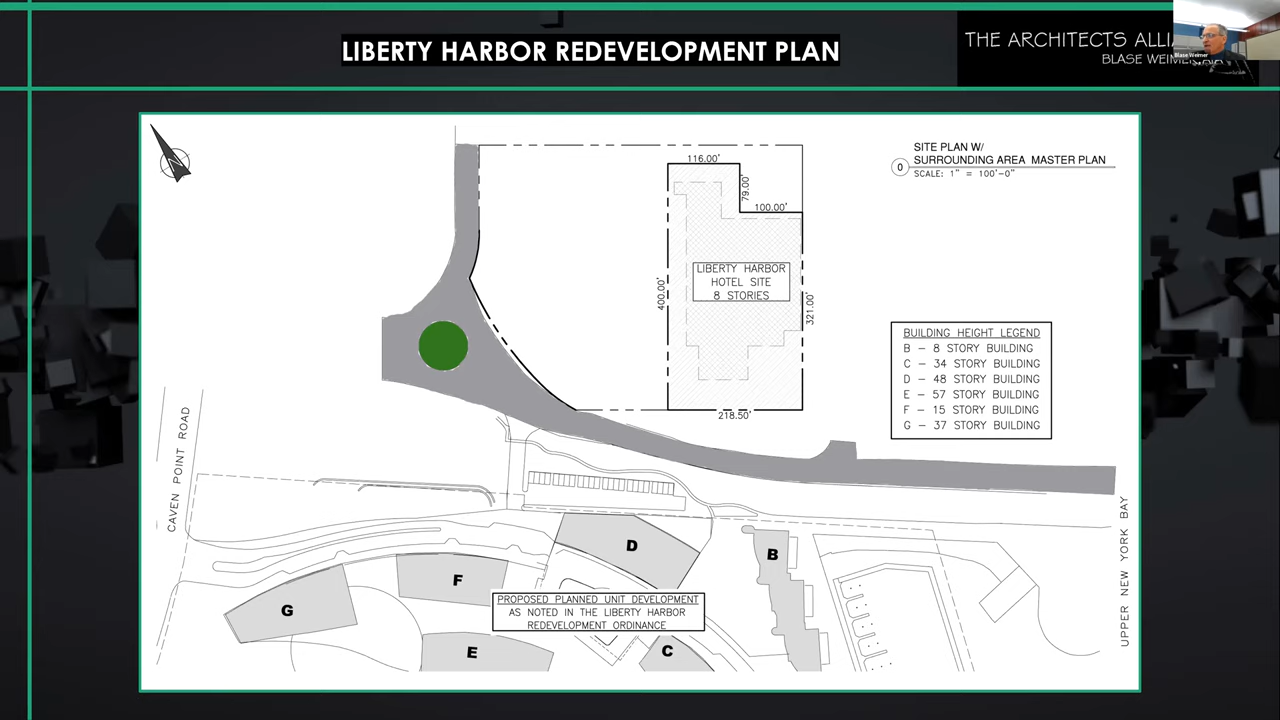 LIBERTY HARBOR REDEVELOPMENT PLAN
THE ARCHITECTS
BLASE
Blase Weimer
SITE PLAN W/
SURROUNDING AREA MASTER PLAN
0
SCALE: 1" = 100'-0"
116.00'
79.00'
100.00'
LIBERTY HARBOR
HOTEL SITE
8 STORIES
400.00'
321.00'
218.50'
BUILDING HEIGHT LEGEND
B - 8 STORY BUILDING
C - 34 STORY BUILDING
D - 48 STORY BUILDING
E - 57 STORY BUILDING
F - 15 STORY BUILDING
G - 37 STORY BUILDING
CAVEN POINT ROAD
UPPER NEW YORK BAY
D
B
F
G
PROPOSED PLANNED UNIT DEVELOPMENT
AS NOTED IN THE LIBERTY HARBOR
REDEVELOPMENT ORDINANCE
E
C